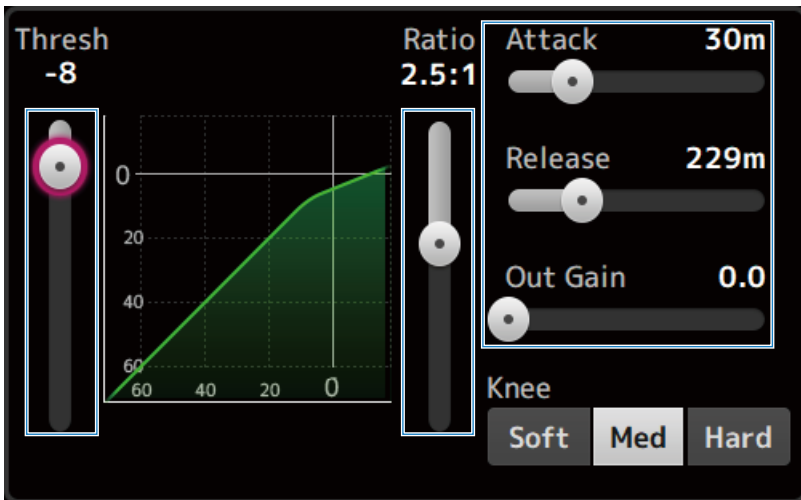 Thresh
-8
Ratio
2.5:1
Attack 30m
Release 229m
Out Gain 0.0
0
20
40
60
60 40 20 0
Knee
Soft Med Hard